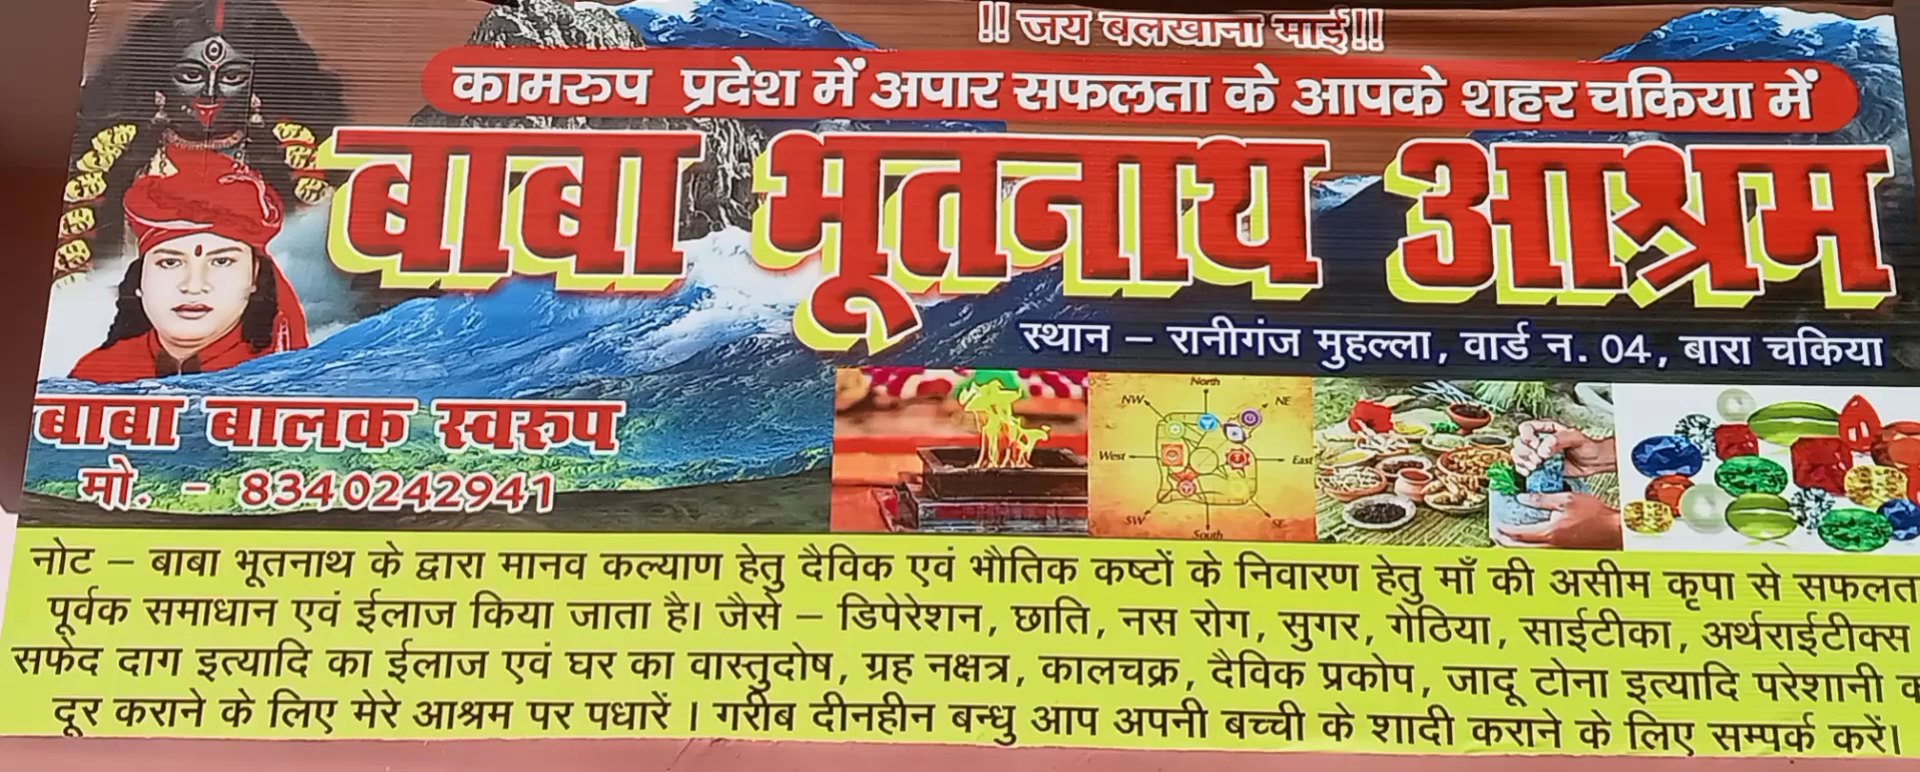 !! जय बलखाना माई !!
कामरुप प्रदेश में अपार सफलता के आपके शहर चकिया में
बाबा भूतनाथ आश्रम
स्थान – रानीगंज मुहल्ला, वार्ड न. 04, बारा चकिया
बाबा बालक स्वरुप
मो. - 8340242941
North
NW NE
West East
SW SE
South
नोट – बाबा भूतनाथ के द्वारा मानव कल्याण हेतु दैविक एवं भौतिक कष्टों के निवारण हेतु माँ की असीम कृपा से सफलता
पूर्वक समाधान एवं ईलाज किया जाता है। जैसे – डिपेरेशन, छाति, नस रोग, सुगर, गेठिया, साईटीका, अर्थराईटीक्स
सफेद दाग इत्यादि का ईलाज एवं घर का वास्तुदोष, ग्रह नक्षत्र, कालचक्र, दैविक प्रकोप, जादू टोना इत्यादि परेशानी
दूर कराने के लिए मेरे आश्रम पर पधारें । गरीब दीनहीन बन्धु आप अपनी बच्ची के शादी कराने के लिए सम्पर्क करें।